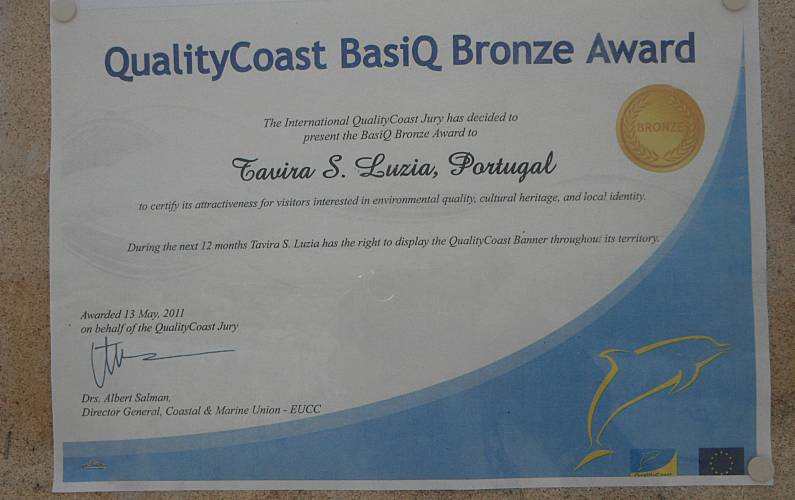 QualityCoast BasiQ Bronze Award
The International QualityCoast Jury has decided to
present the BasiQ Bronze Award to
BRONZE
Tavira S. Luzia, Portugal
to certify its attractiveness for visitors interested in environmental quality, cultural heritage, and local identity.
During the next 12 months Tavira S. Luzia has the right to display the QualityCoast Banner throughout its territory.
Awarded 13 May, 2011
on behalf of the QualityCoast Jury
Drs. Albert Salman,
Director General, Coastal & Marine Union - EUCC
QualityCoast